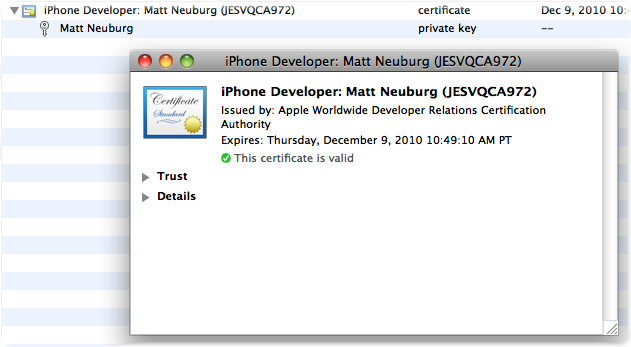 iPhone Developer: Matt Neuburg (JESVQCA972) certificate Dec 9, 2010 10:
Matt Neuburg private key --
iPhone Developer: Matt Neuburg (JESVQCA972)
Certificate
Standard
iPhone Developer: Matt Neuburg (JESVQCA972)
Issued by: Apple Worldwide Developer Relations Certification
Authority
Expires: Thursday, December 9, 2010 10:49:10 AM PT
This certificate is valid
Trust
Details